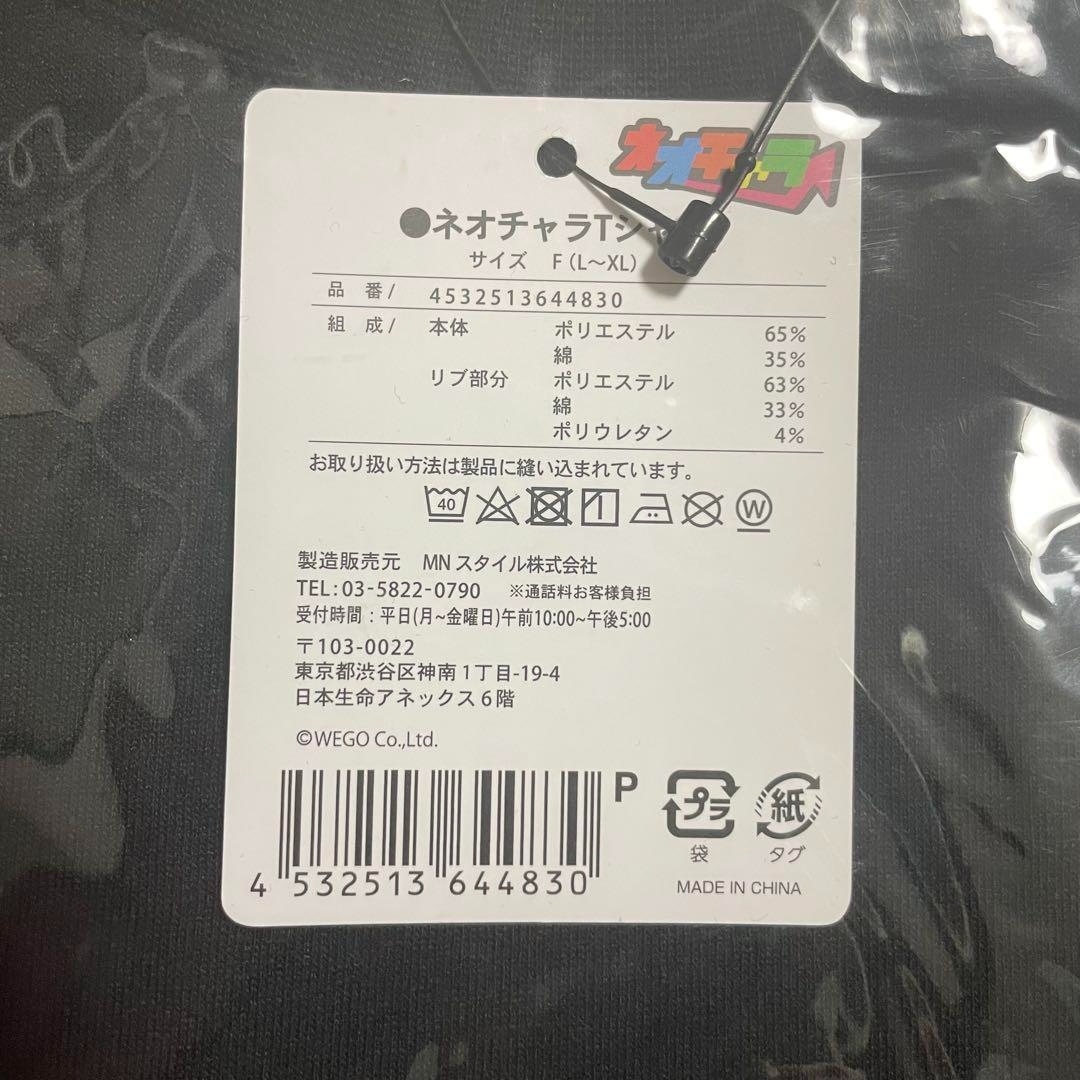 ネオチャラ
●ネオチャラTシャ
サイズ F(L〜XL)
品 番/ 4532513644830
組 成/ 本体 ポリエステル 65%
綿 35%
リブ部分 ポリエステル 63%
綿 33%
ポリウレタン 4%
お取り扱い方法は製品に縫い込まれています。
40 W
製造販売元 MNスタイル株式会社
TEL:03-5822-0790 ※通話料お客様負担
受付時間:平日(月~金曜日)午前10:00~午後5:00
〒103-0022
東京都渋谷区神南1丁目-19-4
日本生命アネックス6階
©WEGO Co.,Ltd.
P プラ 紙
袋 タグ
4 532513 644830
MADE IN CHINA